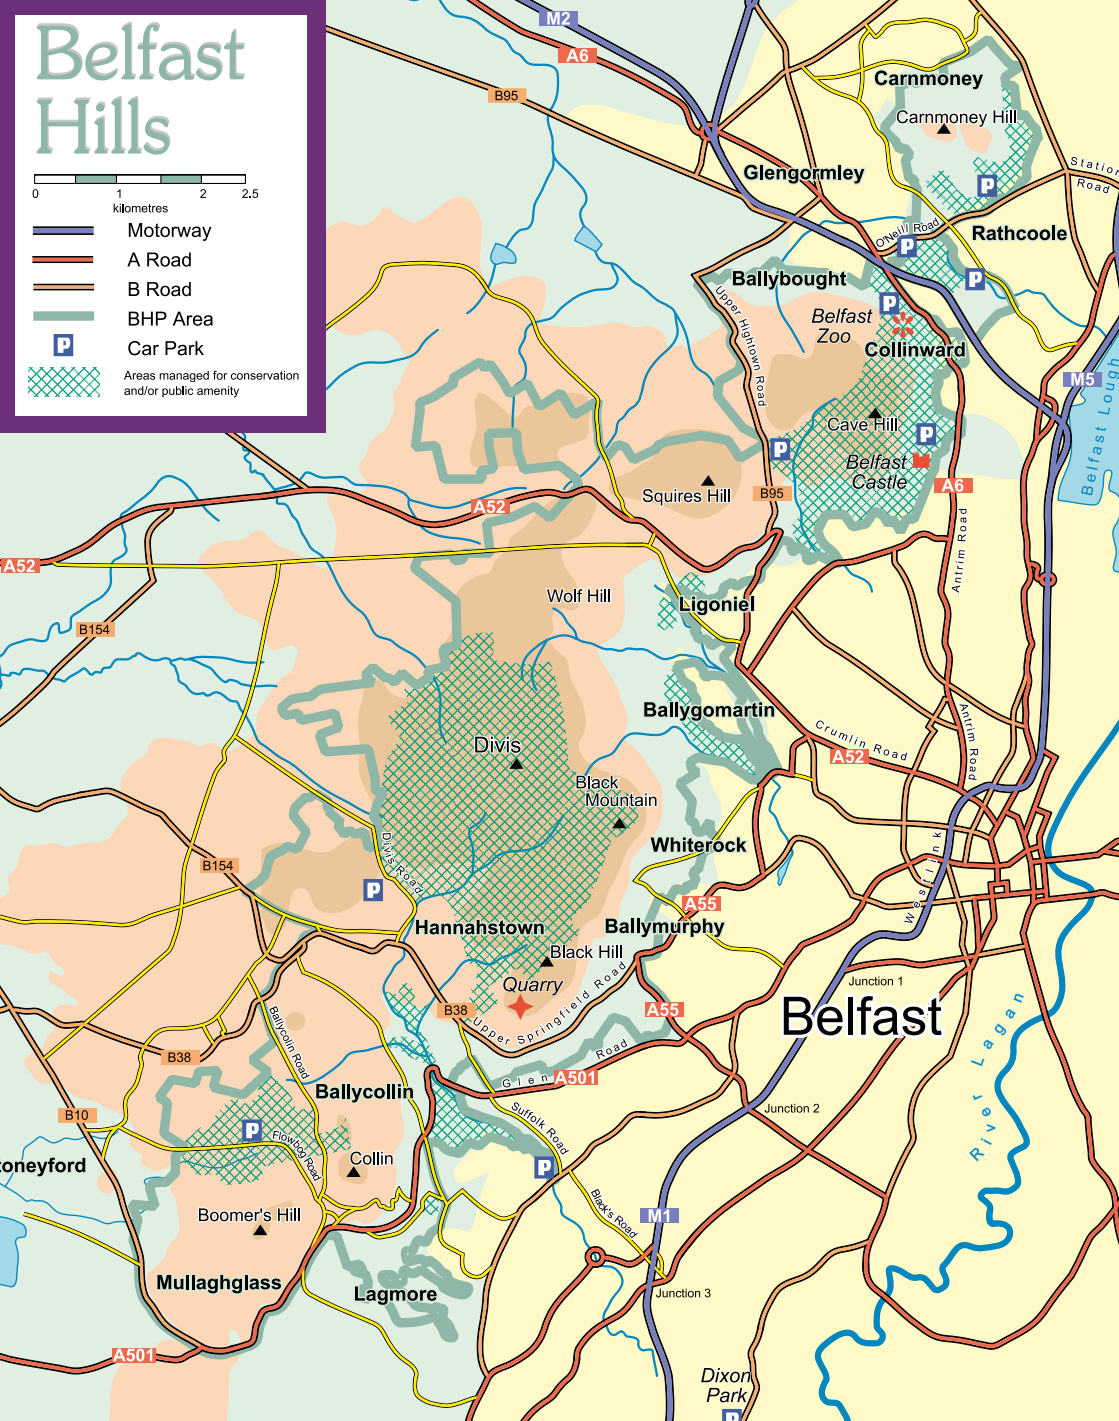 Belfast
Hills
0 1 2 2.5
kilometres
Motorway
A Road
B Road
BHP Area
P Car Park
Areas managed for conservation
and/or public amenity
M2
A6
B95
Carnmoney
Carnmoney Hill
Station
Road
Glengormley
P
O'Neill Road
Rathcoole
P
P
Ballybought
Upper Hightown Road
P
Belfast
Zoo
Collinward
M5
Belfast Lough
Cave Hill
P
P
Belfast
Castle
Squires Hill
B95
A6
A52
A52
Antrim Road
Wolf Hill
Ligoniel
B154
Ballygomartin
Antrim Road
Crumlin Road
A52
Divis
Black
Mountain
Divis Road
Whiterock
Westlink
B154
P
A55
Hannahstown
Ballymurphy
Black Hill
Quarry
Junction 1
Belfast
B38
Upper Springfield Road
A55
River Lagan
Ballycolin Road
B38
Glen Road
A501
Ballycollin
B10
Suffolk Road
Junction 2
P
Flowbog Road
toneyford
Collin
P
Black's Road
Boomer's Hill
M1
Mullaghglass
Lagmore
Junction 3
A501
Dixon
Park
P